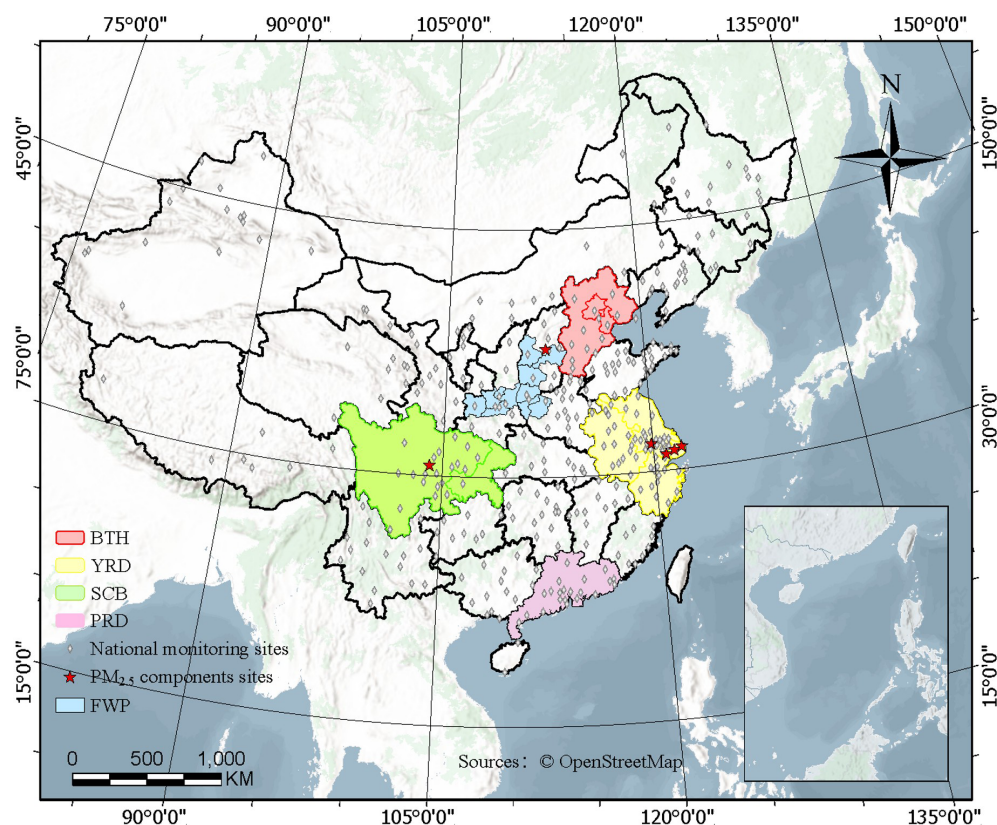 75°0'0" 90°0'0" 105°0'0" 120°0'0" 135°0'0" 150°0'0"
45°0'0"
150°0'0"
N
75°0'0"
30°0'0"
15°0'0"
15°0'0"
BTH
YRD
SCB
PRD
National monitoring sites
PM2.5 components sites
FWP
0 500 1,000
KM
Sources: © OpenStreetMap
90°0'0" 105°0'0" 120°0'0" 135°0'0"